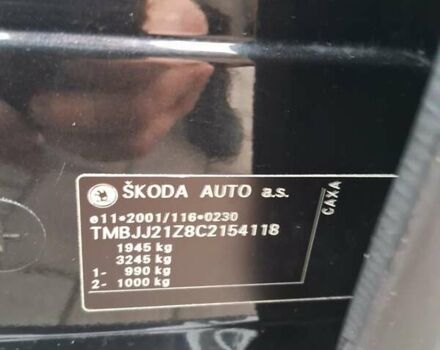 ŠKODA AUTO a.s.
e11*2001/116*0230
TMBJJ21Z8C2154118
1945 kg
3245 kg
1- 990 kg
2- 1000 kg
CAXA